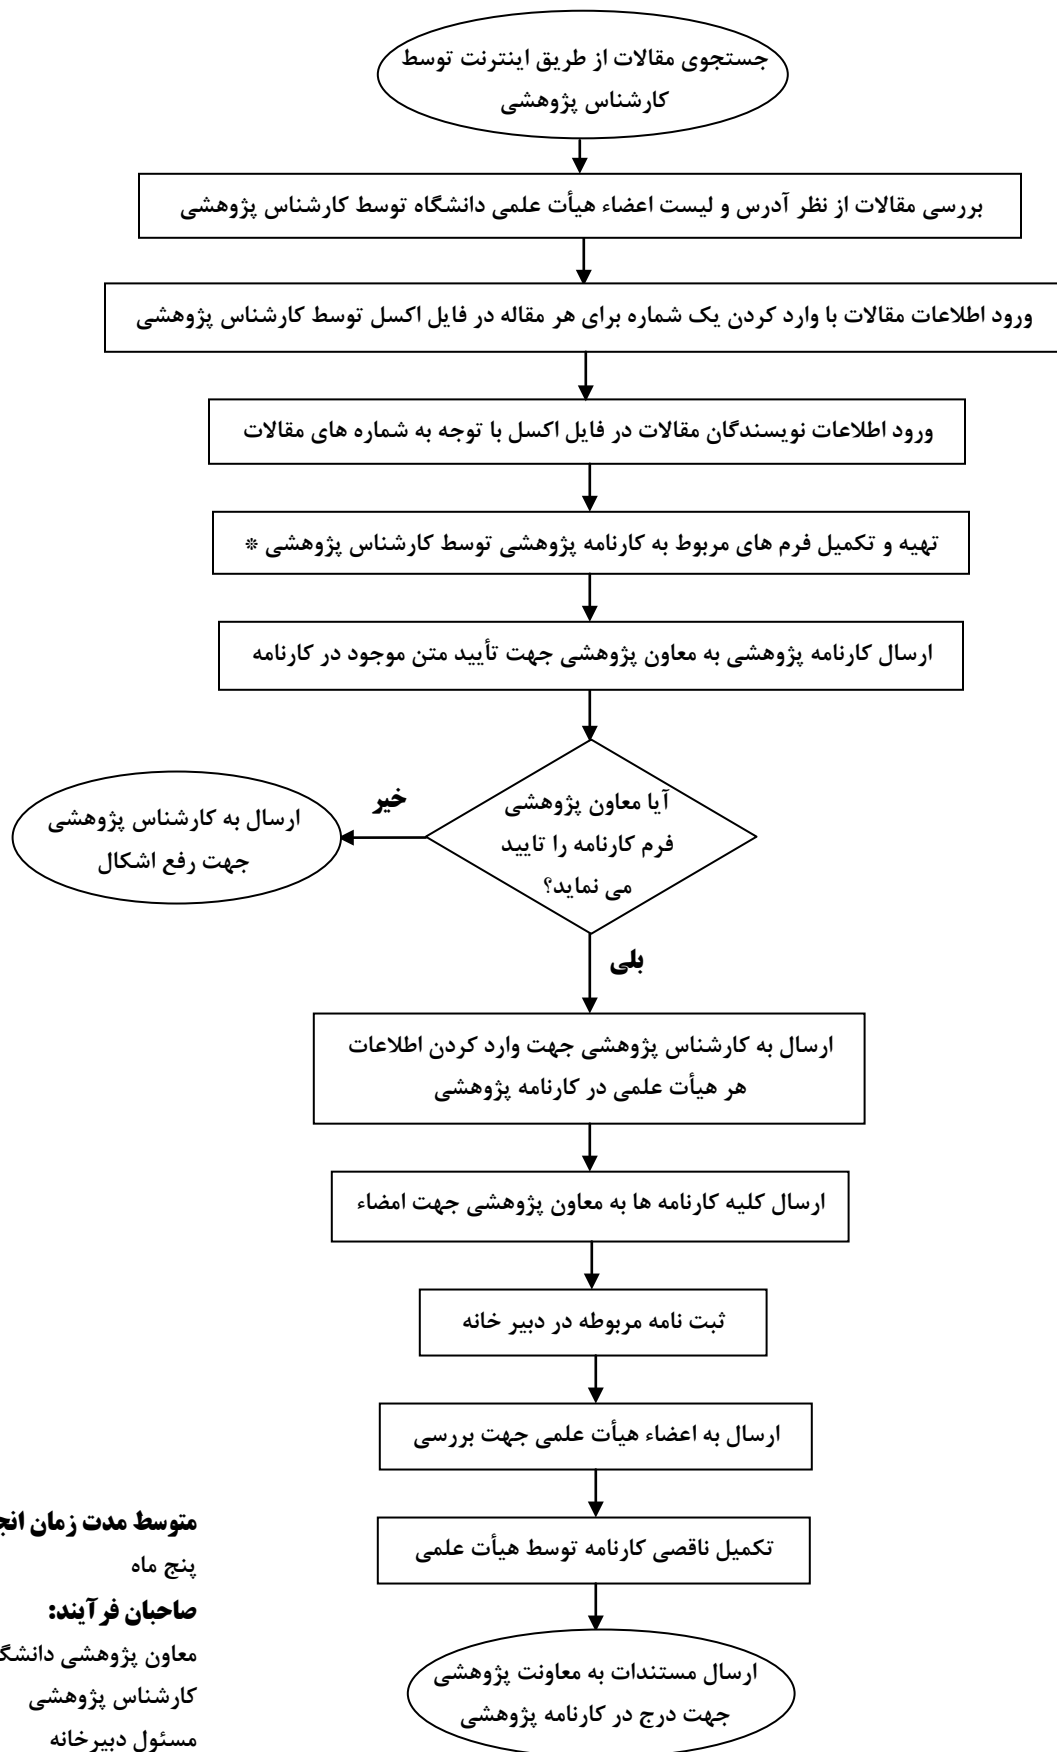 جستجوی مقالات از طریق اینترنت توسط
کارشناس پژوهشی
بررسی مقالات از نظر آدرس و لیست اعضاء هیأت علمی دانشگاه توسط کارشناس پژوهشی
ورود اطلاعات مقالات با وارد کردن یک شماره برای هر مقاله در فایل اکسل توسط کارشناس پژوهشی
ورود اطلاعات نویسندگان مقالات در فایل اکسل با توجه به شماره های مقالات
تهیه و تکمیل فرم های مربوط به کارنامه پژوهشی توسط کارشناس پژوهشی *
ارسال کارنامه پژوهشی به معاون پژوهشی جهت تأیید متن موجود در کارنامه
آیا معاون پژوهشی
فرم کارنامه را تایید
می نماید؟
خیر
ارسال به کارشناس پژوهشی
جهت رفع اشکال
بلی
ارسال به کارشناس پژوهشی جهت وارد کردن اطلاعات
هر هیأت علمی در کارنامه پژوهشی
ارسال کلیه کارنامه ها به معاون پژوهشی جهت امضاء
ثبت نامه مربوطه در دبیر خانه
ارسال به اعضاء هیأت علمی جهت بررسی
تکمیل ناقصی کارنامه توسط هیأت علمی
ارسال مستندات به معاونت پژوهشی
جهت درج در کارنامه پژوهشی
متوسط مدت زمان
پنج ماه
صاحبان فرآیند:
معاون پژوهشی
کارشناس پژوهشی
مسئول دبیرخانه